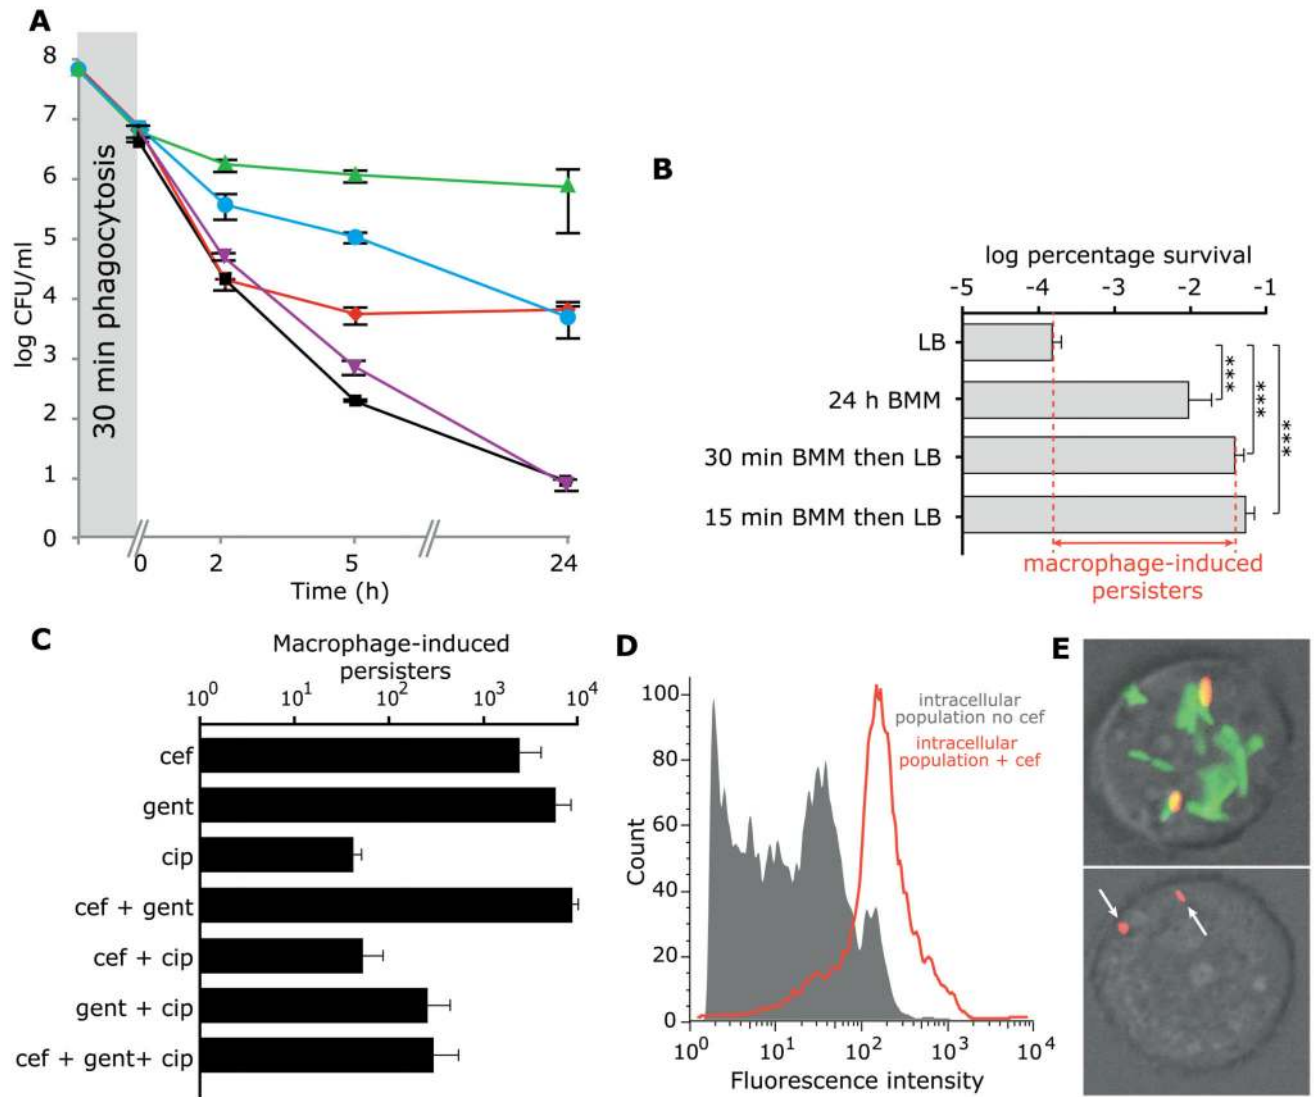 A
8
7
6
5
4
3
2
1
0
log CFU/ml
30 min phagocytosis
0 2 5 24
Time (h)
B
log percentage survival
-5 -4 -3 -2 -1
LB
24 h BMM
30 min BMM then LB
15 min BMM then LB
***
***
***
macrophage-induced
persisters
C
Macrophage-induced
persisters
10^0 10^1 10^2 10^3 10^4
cef
gent
cip
cef + gent
cef + cip
gent + cip
cef + gent+ cip
D
100
80
60
40
20
0
Count
intracellular
population no cef
intracellular
population + cef
10^0 10^1 10^2 10^3 10^4
Fluorescence intensity
E